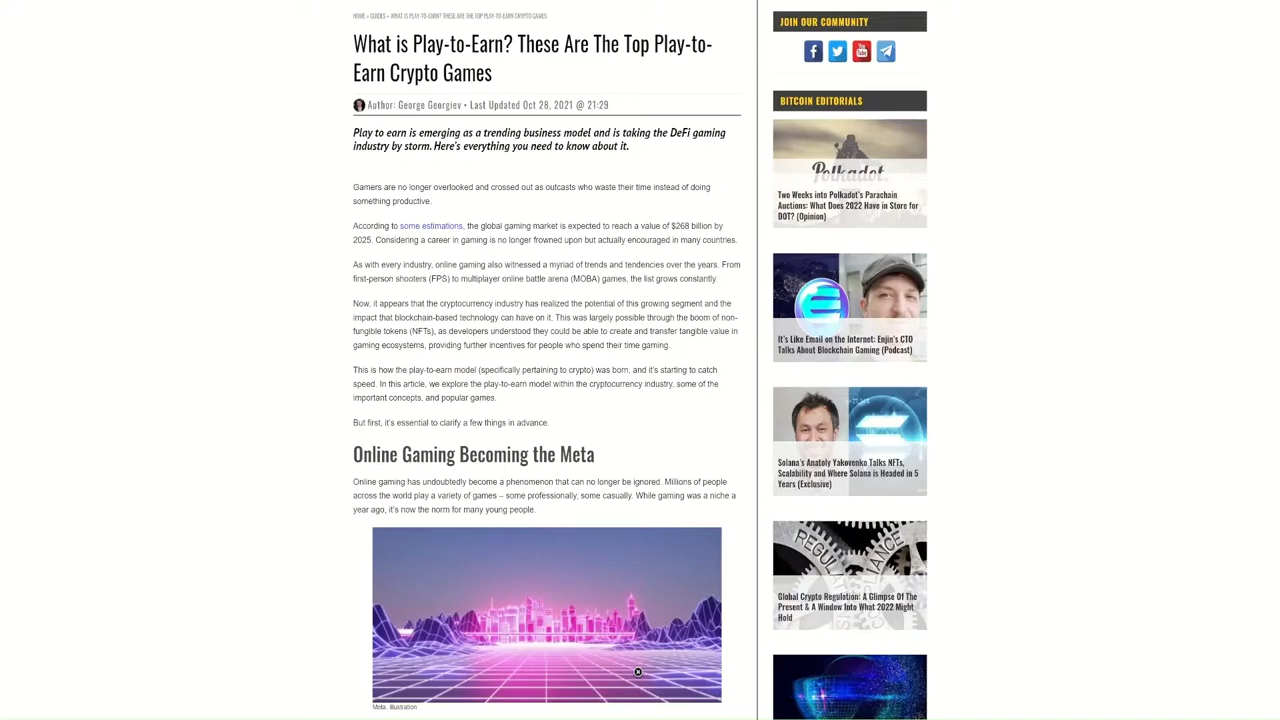 HOME » GUIDES » WHAT IS PLAY-TO-EARN? THESE ARE THE TOP PLAY-TO-EARN CRYPTO GAMES
What is Play-to-Earn? These Are The Top Play-to-
Earn Crypto Games
Author: George Georgiev • Last Updated Oct 28, 2021 @ 21:29
Play to earn is emerging as a trending business model and is taking the DeFi gaming
industry by storm. Here's everything you need to know about it.
Gamers are no longer overlooked and crossed out as outcasts who waste their time instead of doing
something productive.
According to some estimations, the global gaming market is expected to reach a value of $268 billion by
2025. Considering a career in gaming is no longer frowned upon but actually encouraged in many countries.
As with every industry, online gaming also witnessed a myriad of trends and tendencies over the years. From
first-person shooters (FPS) to multiplayer online battle arena (MOBA) games, the list grows constantly.
Now, it appears that the cryptocurrency industry has realized the potential of this growing segment and the
impact that blockchain-based technology can have on it. This was largely possible through the boom of non-
fungible tokens (NFTs), as developers understood they could be able to create and transfer tangible value in
gaming ecosystems, providing further incentives for people who spend their time gaming.
This is how the play-to-earn model (specifically pertaining to crypto) was born, and it's starting to catch
speed. In this article, we explore the play-to-earn model within the cryptocurrency industry, some of the
important concepts, and popular games.
But first, it's essential to clarify a few things in advance.
Online Gaming Becoming the Meta
Online gaming has undoubtedly become a phenomenon that can no longer be ignored. Millions of people
across the world play a variety of games – some professionally, some casually. While gaming was a niche a
year ago, it's now the norm for many young people.
Meta. Illustration
JOIN OUR COMMUNITY
You
Tube
BITCOIN EDITORIALS
Polkadot.
Two Weeks into Polkadot's Parachain
Auctions: What Does 2022 Have in Store for
DOT? (Opinion)
It's Like Email on the Internet: Enjin's CTO
Talks About Blockchain Gaming (Podcast)
Solana's Anatoly Yakovenko Talks NFTs,
Scalability and Where Solana is Headed in 5
Years (Exclusive)
REGUL
LIANCE
Global Crypto Regulation: A Glimpse Of The
Present & A Window Into What 2022 Might
Hold